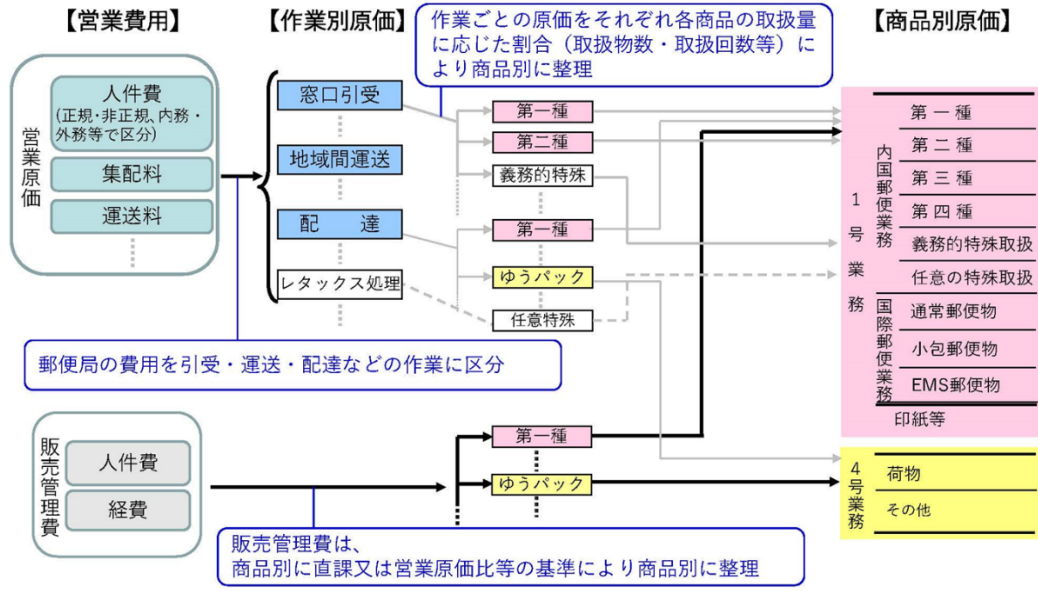 【営業費用】
【作業別原価】
作業ごとの原価をそれぞれ各商品の取扱量
に応じた割合（取扱物数・取扱回数等）に
より商品別に整理
【商品別原価】
営業原価
人件費
(正規･非正規、内務・
外務等で区分)
集配料
運送料
窓口引受
地域間運送
配　達
レタックス処理
第一種
第二種
義務的特殊
第一種
ゆうパック
任意特殊
郵便局の費用を引受・運送・配達などの作業に区分
1号業務
内国郵便業務
第 一 種
第 二 種
第 三 種
第 四 種
義務的特殊取扱
任意の特殊取扱
国際郵便業務
通常郵便物
小包郵便物
EMS郵便物
印紙等
販売管理費
人件費
経費
第一種
ゆうパック
4号業務
荷物
その他
販売管理費は、
商品別に直課又は営業原価比等の基準により商品別に整理